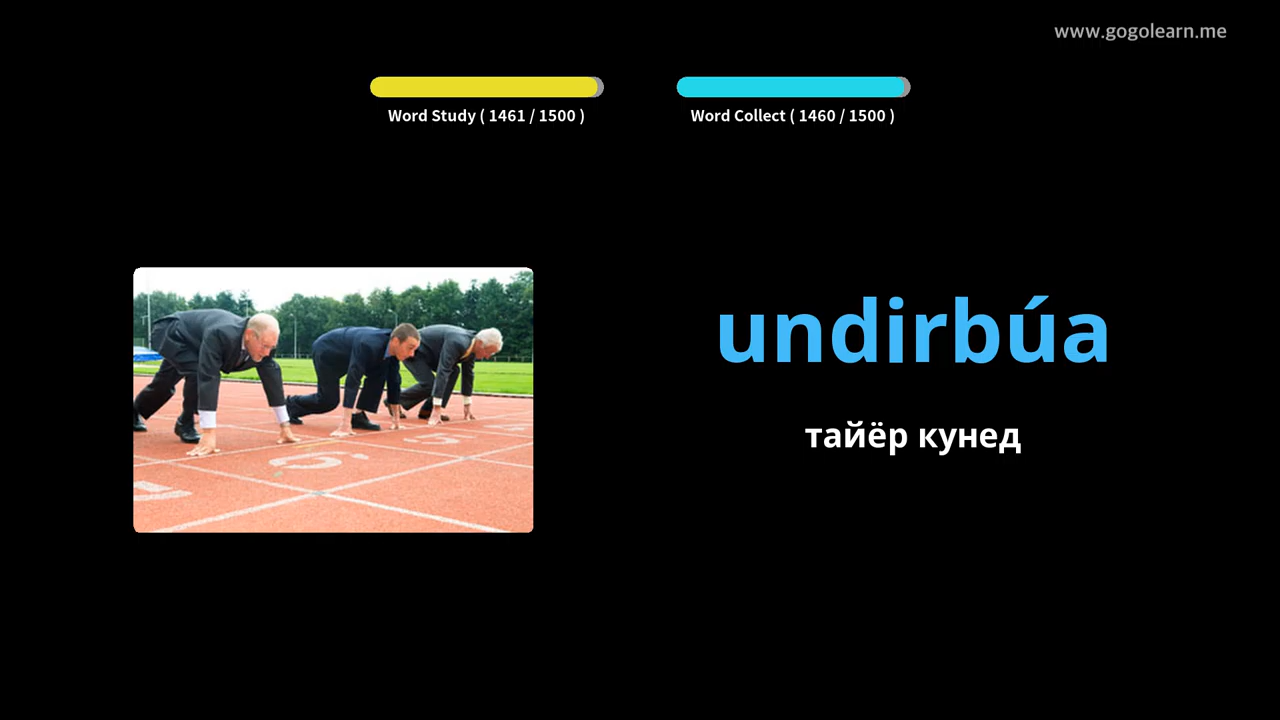 www.gogolearn.me
Word Study ( 1461 / 1500 )
Word Collect ( 1460 / 1500 )
undirbúa
тайёр кунед